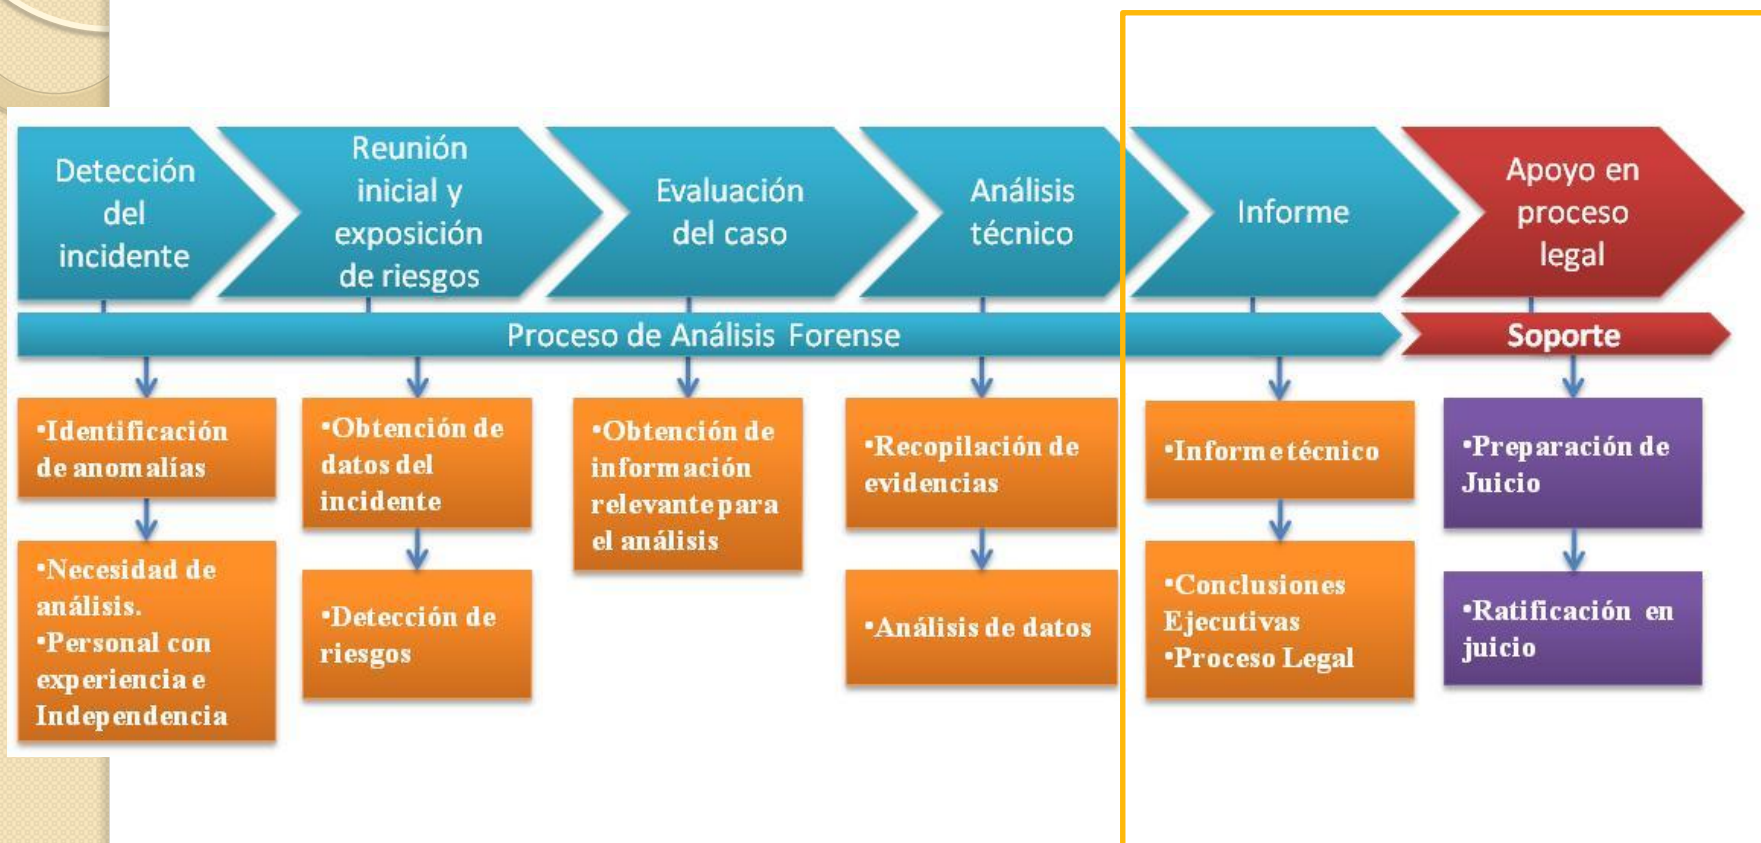 Detección
del
incidente
Reunión
inicial y
exposición
de riesgos
Evaluación
del caso
Análisis
técnico
Informe
Apoyo en
proceso
legal
Proceso de Análisis Forense
Soporte
•Identificación
de anomalías
•Necesidad de
análisis.
•Personal con
experiencia e
Independencia
•Obtención de
datos del
incidente
•Detección de
riesgos
•Obtención de
información
relevante para
el análisis
•Recopilación de
evidencias
•Análisis de datos
•Informe técnico
•Conclusiones
Ejecutivas
•Proceso Legal
•Preparación de
Juicio
•Ratificación en
juicio